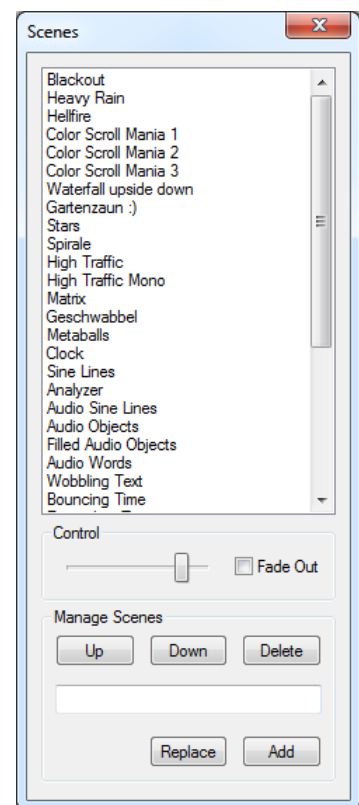 Scenes
Blackout
Heavy Rain
Hellfire
Color Scroll Mania 1
Color Scroll Mania 2
Color Scroll Mania 3
Waterfall upside down
Gartenzaun :)
Stars
Spirale
High Traffic
High Traffic Mono
Matrix
Geschwabbel
Metaballs
Clock
Sine Lines
Analyzer
Audio Sine Lines
Audio Objects
Filled Audio Objects
Audio Words
Wobbling Text
Bouncing Time
Control
Fade Out
Manage Scenes
Up Down Delete
Replace Add